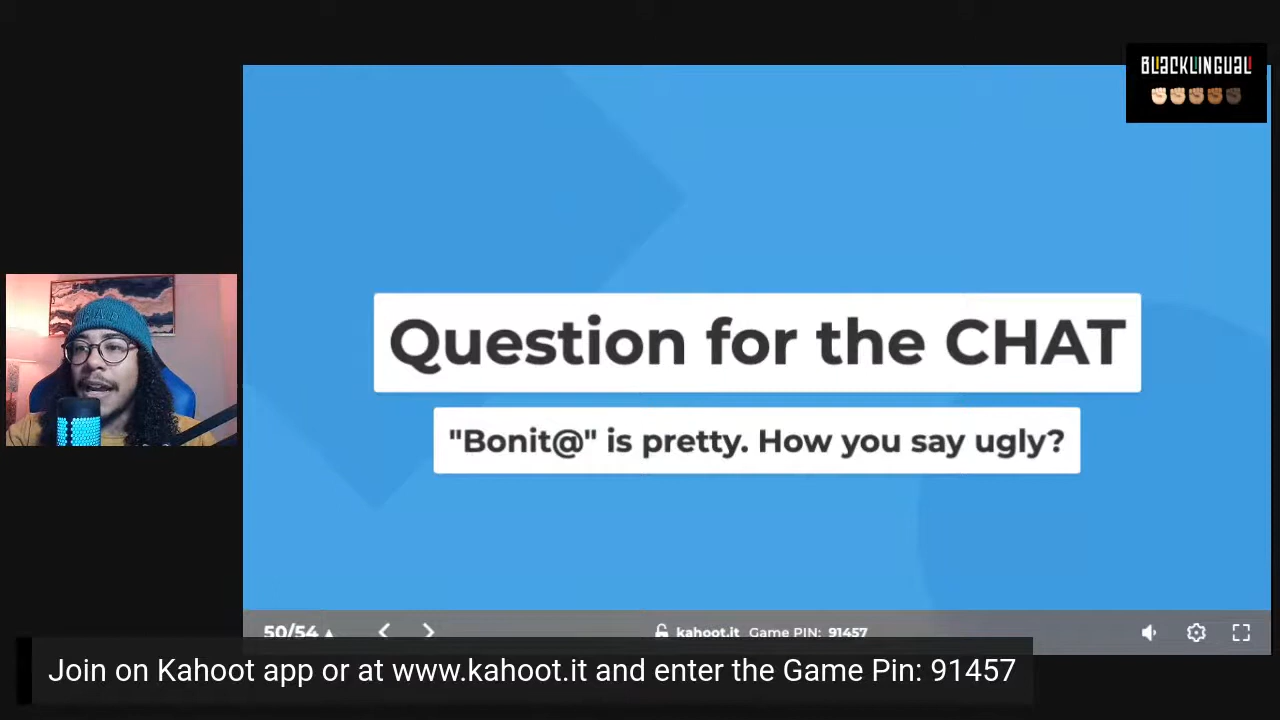 BLACKLINGUAL
Question for the CHAT
"Bonit@" is pretty. How you say ugly?
50/54
kahoot.it Game PIN: 91457
Join on Kahoot app or at www.kahoot.it and enter the Game Pin: 91457